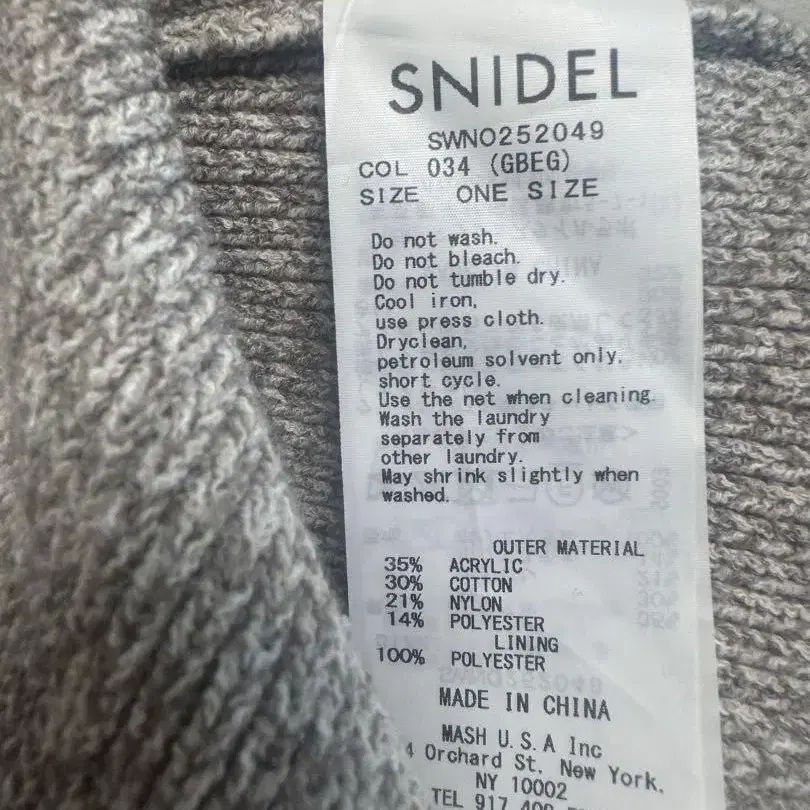 SNIDEL
SWNO252049
COL 034 (GBEG)
SIZE ONE SIZE
Do not wash.
Do not bleach.
Do not tumble dry.
Cool iron,
use press cloth.
Dryclean,
petroleum solvent only.
short cycle.
Use the net when cleaning.
Wash the laundry
separately from
other laundry.
May shrink slightly when
washed.
OUTER MATERIAL
35% ACRYLIC
30% COTTON
21% NYLON
14% POLYESTER
LINING
100% POLYESTER
MADE IN CHINA
MASH U.S.A Inc
4 Orchard St. New York,
NY 10002
TEL 917